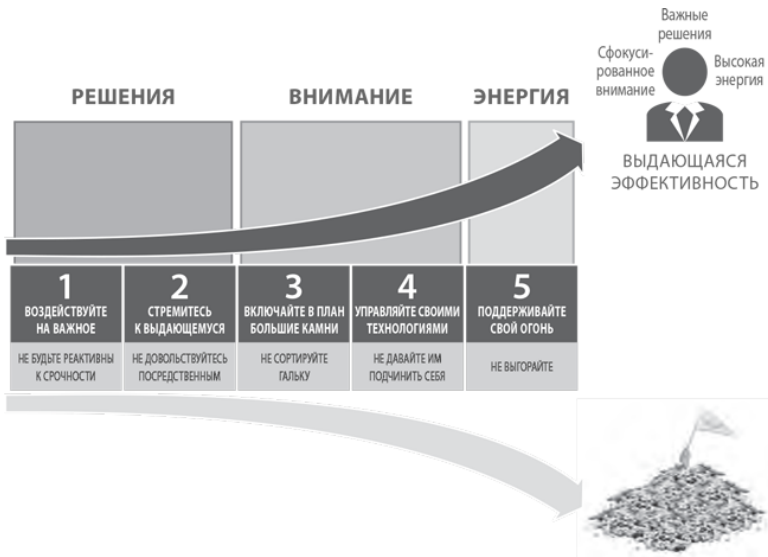 РЕШЕНИЯ
ВНИМАНИЕ
ЭНЕРГИЯ
Важные
решения
Сфокуси-
рованное
внимание
Высокая
энергия
ВЫДАЮЩАЯСЯ
ЭФФЕКТИВНОСТЬ
1
ВОЗДЕЙСТВУЙТЕ
НА ВАЖНОЕ
НЕ БУДЬТЕ РЕАКТИВНЫ
К СРОЧНОСТИ
2
СТРЕМИТЕСЬ
К ВЫДАЮЩЕМУСЯ
НЕ ДОВОЛЬСТВУЙТЕСЬ
ПОСРЕДСТВЕННЫМ
3
ВКЛЮЧАЙТЕ В ПЛАН
БОЛЬШИЕ КАМНИ
НЕ СОРТИРУЙТЕ
ГАЛЬКУ
4
УПРАВЛЯЙТЕ СВОИМИ
ТЕХНОЛОГИЯМИ
НЕ ДАВАЙТЕ ИМ
ПОДЧИНИТЬ СЕБЯ
5
ПОДДЕРЖИВАЙТЕ
СВОЙ ОГОНЬ
НЕ ВЫГОРАЙТЕ